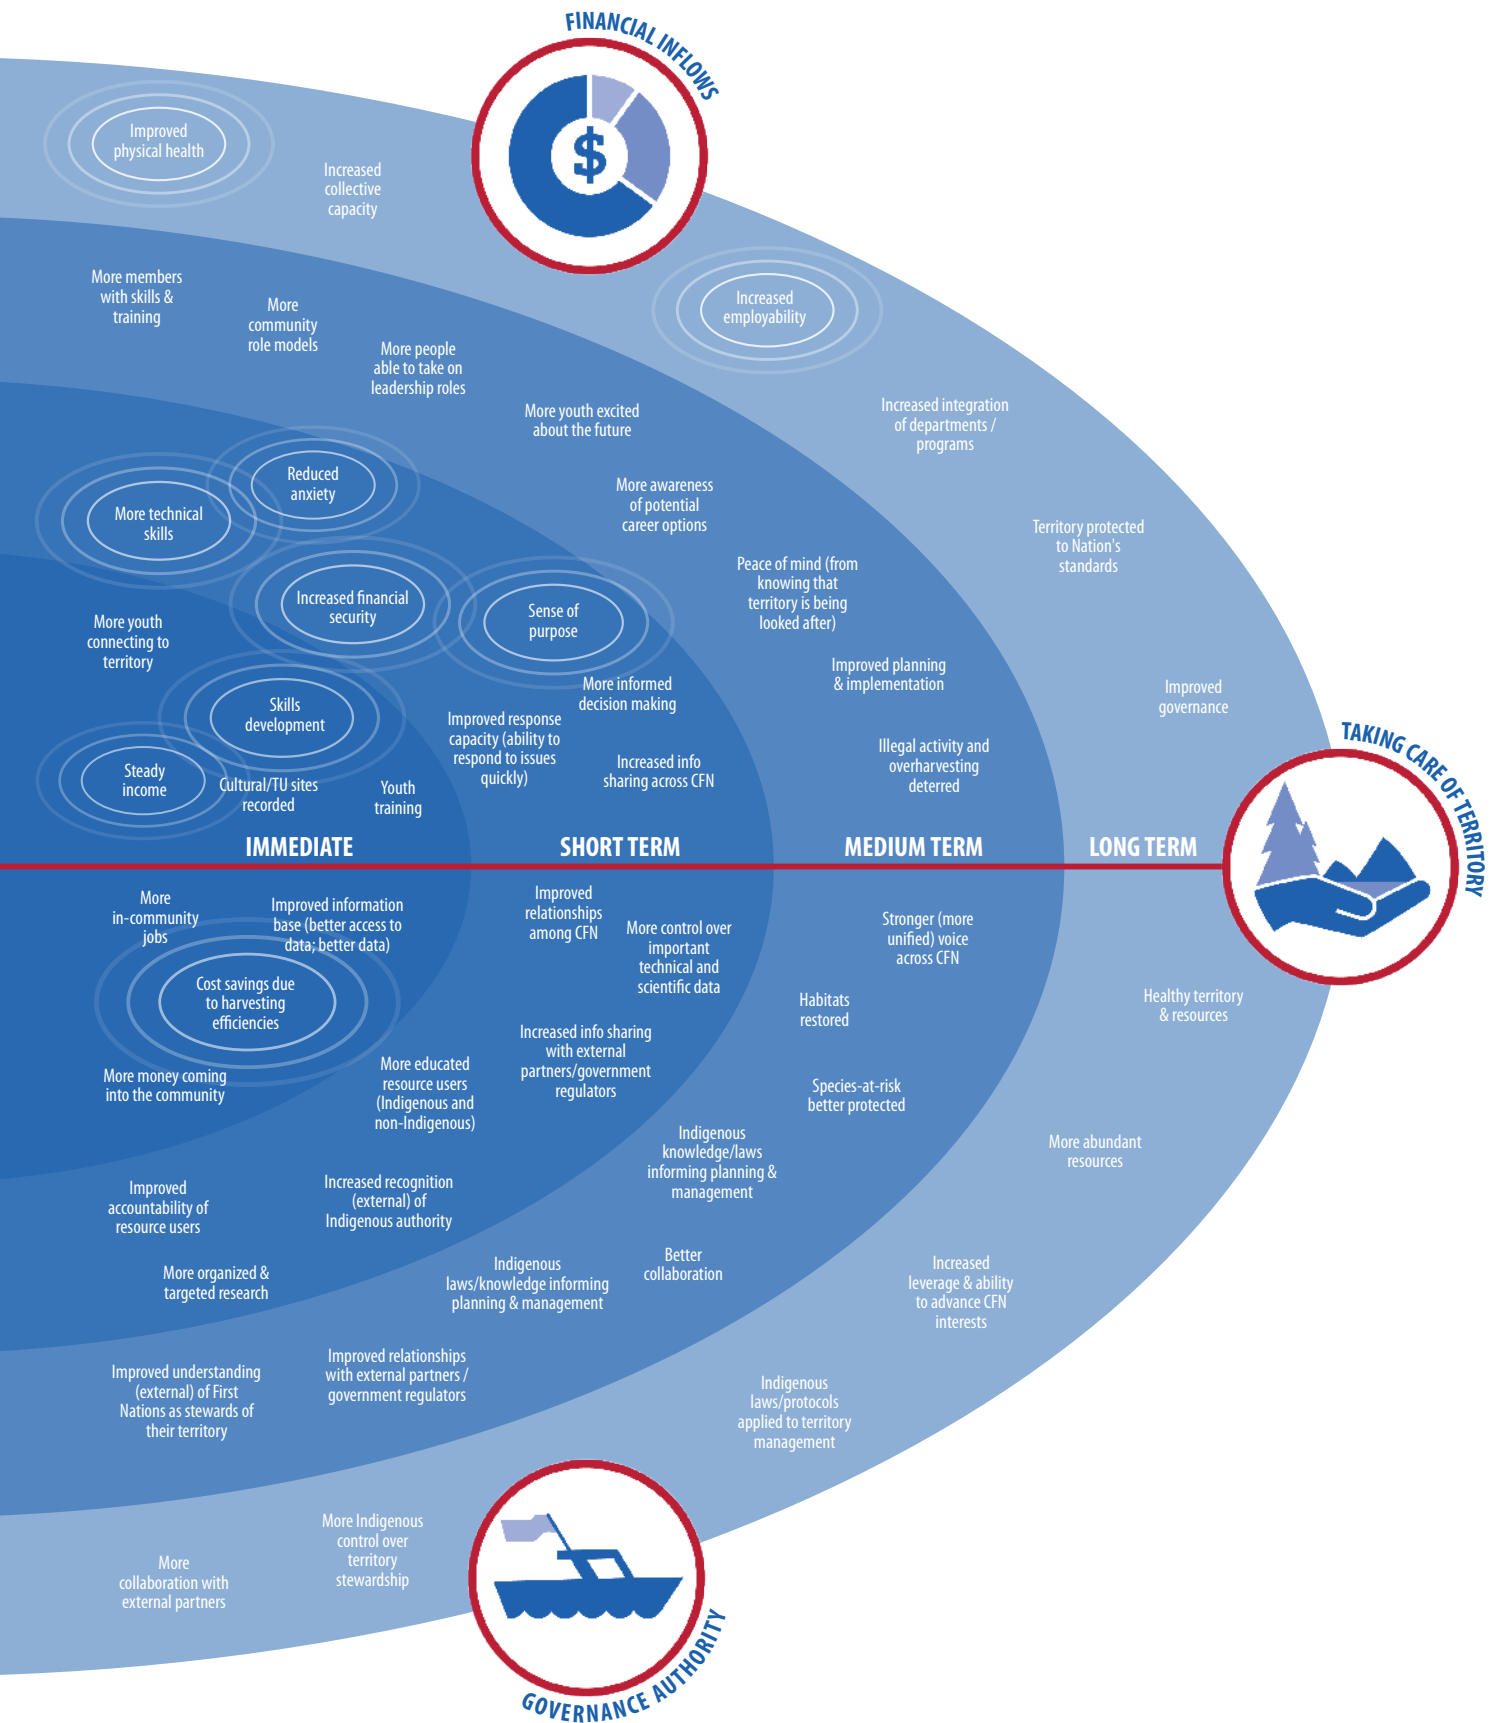 FINANCIAL INFLOWS
Improved
physical health
Increased
collective
capacity
More members
with skills &
training
More
community
role models
More people
able to take on
leadership roles
Increased
employability
More youth excited
about the future
Increased integration
of departments /
programs
Reduced
anxiety
More technical
skills
More awareness
of potential
career options
Territory protected
to Nation's
standards
Peace of mind (from
knowing that
territory is being
looked after)
Increased financial
security
Sense of
purpose
More youth
connecting to
territory
Improved planning
& implementation
More informed
decision making
Improved
governance
Skills
development
Improved response
capacity (ability to
respond to issues
quickly)
Increased info
sharing across CFN
Illegal activity and
overharvesting
deterred
Steady
income
Cultural/TU sites
recorded
Youth
training
TAKING CARE OF TERRITORY
IMMEDIATE
SHORT TERM
MEDIUM TERM
LONG TERM
More
in-community
jobs
Improved information
base (better access to
data; better data)
Improved
relationships
among CFN
More control over
important
technical and
scientific data
Stronger (more
unified) voice
across CFN
Cost savings due
to harvesting
efficiencies
Habitats
restored
Healthy territory
& resources
Increased info sharing
with external
partners/government
regulators
More money coming
into the community
More educated
resource users
(Indigenous and
non-Indigenous)
Species-at-risk
better protected
Indigenous
knowledge/laws
informing planning &
management
More abundant
resources
Improved
accountability of
resource users
Increased recognition
(external) of
Indigenous authority
More organized &
targeted research
Indigenous
laws/knowledge informing
planning & management
Better
collaboration
Increased
leverage & ability
to advance CFN
interests
Improved understanding
(external) of First
Nations as stewards of
their territory
Improved relationships
with external partners /
government regulators
Indigenous
laws/protocols
applied to territory
management
More
collaboration with
external partners
More Indigenous
control over
territory
stewardship
GOVERNANCE AUTHORITY